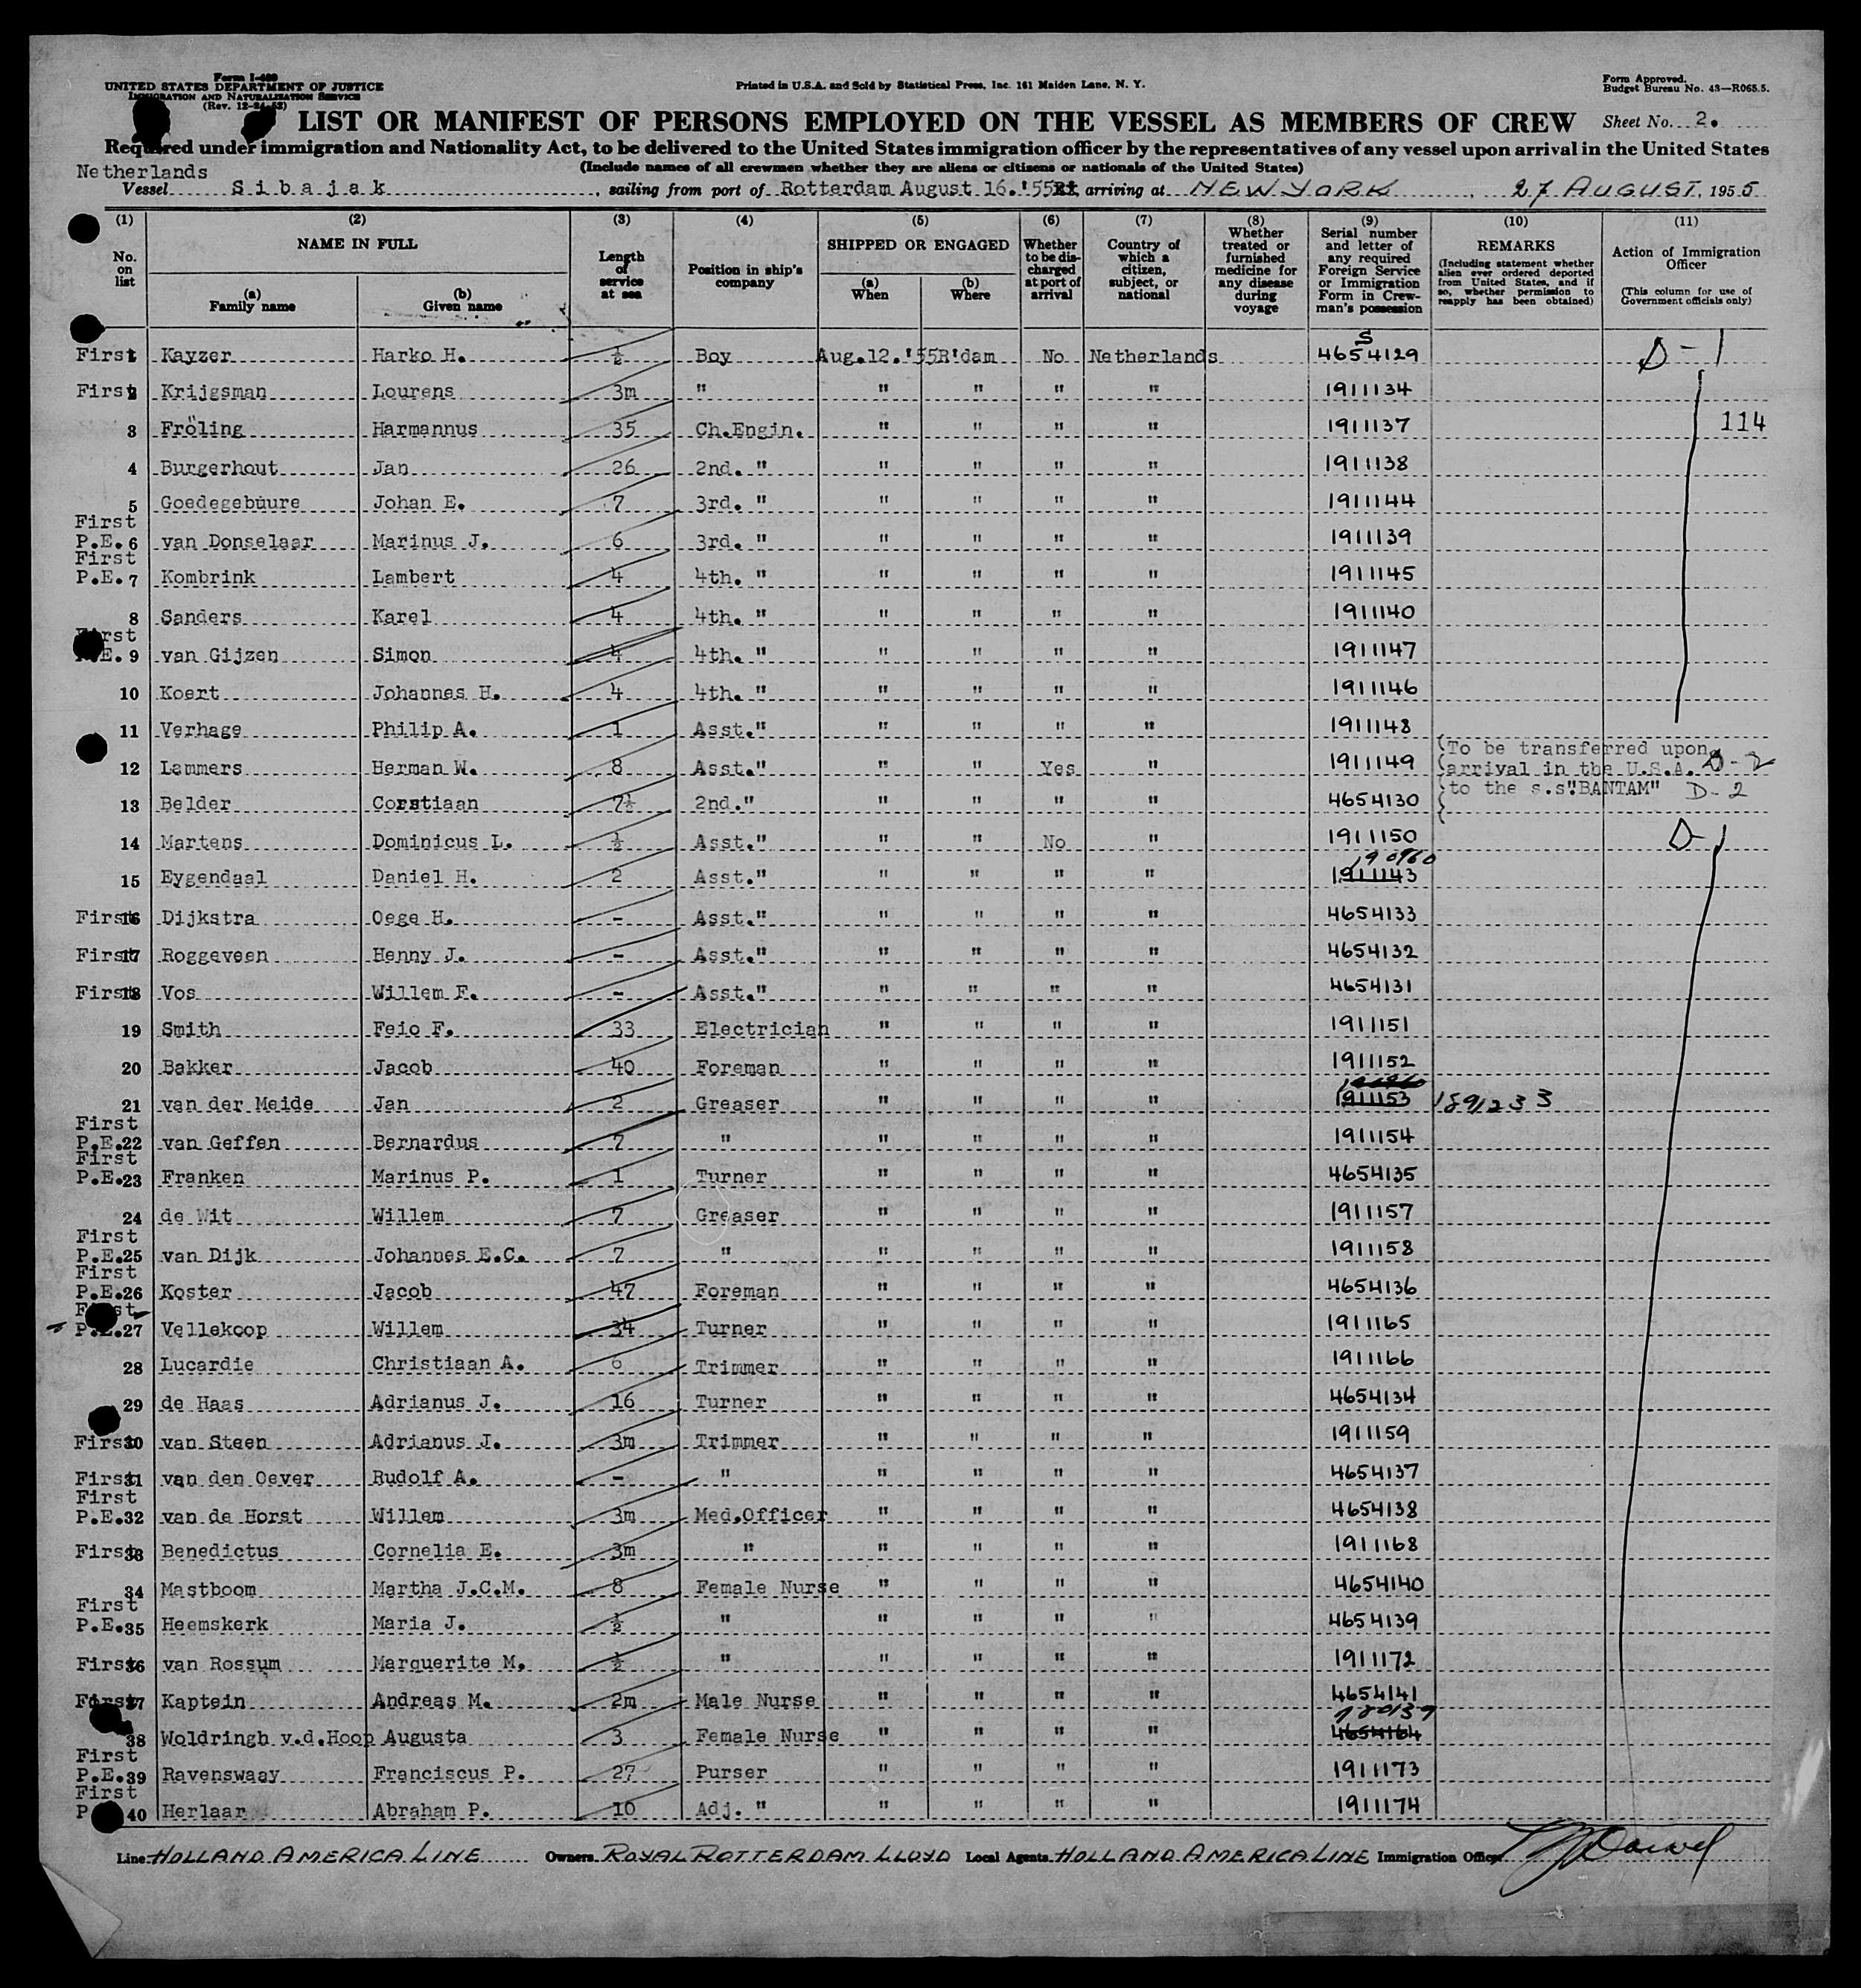 Form I-489
UNITED STATES DEPARTMENT OF JUSTICE
IMMIGRATION AND NATURALIZATION SERVICE
(Rev. 12-24-52)
Printed in U.S.A. and Sold by Statistical Press, Inc. 161 Maiden Lane, N. Y.
Form Approved.
Budget Bureau No. 43—R065.5.
LIST OR MANIFEST OF PERSONS EMPLOYED ON THE VESSEL AS MEMBERS OF CREW Sheet No. 2.
Required under immigration and Nationality Act, to be delivered to the United States immigration officer by the representatives of any vessel upon arrival in the United States
(Include names of all crewmen whether they are aliens or citizens or nationals of the United States)
Netherlands
Vessel Sibajak, sailing from port of Rotterdam August 16.'55 arriving at NEW YORK, 27 AUGUST, 1955
(1) (2) (3) (4) (5) (6) (7) (8) (9) (10) (11)
No. on list
NAME IN FULL
(a) Family name
(b) Given name
Length of service at sea
Position in ship's company
SHIPPED OR ENGAGED
(a) When
(b) Where
Whether to be discharged at port of arrival
Country of which a citizen, subject, or national
Whether treated or furnished medicine for any disease during voyage
Serial number and letter of any required Foreign Service or Immigration Form in Crewman's possession
REMARKS
(Including statement whether alien ever ordered deported from United States, and if so, whether permission to reapply has been obtained)
Action of Immigration Officer
(This column for use of Government officials only)
S
First 1 Kayzer Harko H. ½ Boy Aug.12.'55 R'dam No Netherlands 4654129 D-1
First 2 Krijgsman Lourens 3m " " " " " 1911134
3 Fröling Harmannus 35 Ch.Engin. " " " " 1911137 114
4 Burgerhout Jan 26 2nd. " " " " " 1911138
5 Goedegebuure Johan E. 7 3rd. " " " " " 1911144
First
P.E. 6 van Donselaar Marinus J. 6 3rd. " " " " " 1911139
First
P.E. 7 Kombrink Lambert 4 4th. " " " " " 1911145
8 Sanders Karel 4 4th. " " " " " 1911140
First
P.E. 9 van Gijzen Simon 4 4th. " " " " " 1911147
10 Koert Johannes H. 4 4th. " " " " " 1911146
11 Verhage Philip A. 1 Asst." " " " " 1911148
12 Lammers Herman W. 8 Asst." " " Yes " 1911149 (To be transferred upon arrival in the U.S.A. D-2
13 Belder Corstiaan 7½ 2nd." " " " 4654130 to the s.s."BANTAM" D-2
14 Martens Dominicus L. ½ Asst." " " No " 1911150 D-1
190960
15 Eygendaal Daniel H. 2 Asst." " " " " 1911143
First 16 Dijkstra Oege H. - Asst." " " " " 4654133
First 17 Roggeveen Henny J. - Asst." " " " " 4654132
First 18 Vos Willem F. - Asst." " " " " 4654131
19 Smith Feio F. 33 Electrician " " " " 1911151
20 Bakker Jacob 40 Foreman " " " " 1911152
21 van der Meide Jan 2 Greaser " " " " 1911153 1891233
First
P.E.22 van Geffen Bernardus 7 " " " " " 1911154
First
P.E.23 Franken Marinus P. 1 Turner " " " " 4654135
24 de Wit Willem 7 Greaser " " " " 1911157
First
P.E.25 van Dijk Johannes E.C. 7 " " " " " 1911158
First
P.E.26 Koster Jacob 47 Foreman " " " " 4654136
First
P.E.27 Vellekoop Willem 34 Turner " " " " 1911165
28 Lucardie Christiaan A. 6 Trimmer " " " " 1911166
29 de Haas Adrianus J. 16 Turner " " " " 4654134
First 30 van Steen Adrianus J. 3m Trimmer " " " " 1911159
First 31 van den Oever Rudolf A. - " " " " " 4654137
First
P.E.32 van de Horst Willem 3m Med.Officer " " " " 4654138
First 33 Benedictus Cornelia E. 3m " " " " " 1911168
34 Mastboom Martha J.C.M. 8 Female Nurse " " " " 4654140
First
P.E.35 Heemskerk Maria J. ½ " " " " " 4654139
First 36 van Rossum Marguerite M. ½ " " " " " 1911172
First 37 Kaptein Andreas M. 2m Male Nurse " " " " 4654141
38 Woldringh v.d.Hoop Augusta 3 Female Nurse " " " " 4654164
First
P.E.39 Ravenswaay Franciscus P. 27 Purser " " " " 1911173
First
P 40 Herlaar Abraham P. 10 Adj. " " " " " 1911174
Line HOLLAND AMERICA LINE Owners ROYAL ROTTERDAM LLOYD Local Agents HOLLAND AMERICA LINE Immigration Officer